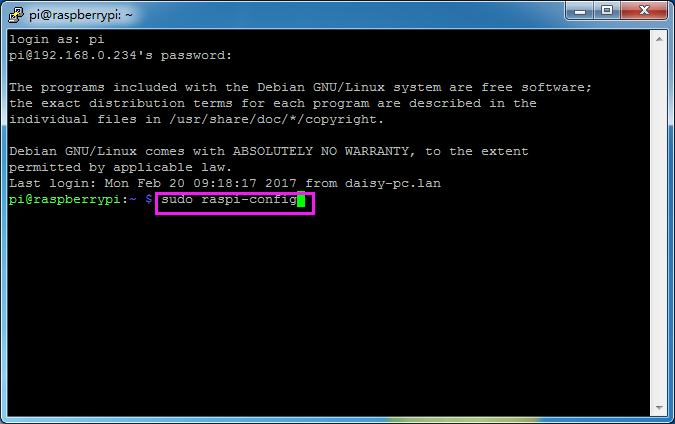 pi@raspberrypi: ~
login as: pi
pi@192.168.0.234's password:
The programs included with the Debian GNU/Linux system are free software;
the exact distribution terms for each program are described in the
individual files in /usr/share/doc/*/copyright.
Debian GNU/Linux comes with ABSOLUTELY NO WARRANTY, to the extent
permitted by applicable law.
Last login: Mon Feb 20 09:18:17 2017 from daisy-pc.lan
pi@raspberrypi:~ $ sudo raspi-config